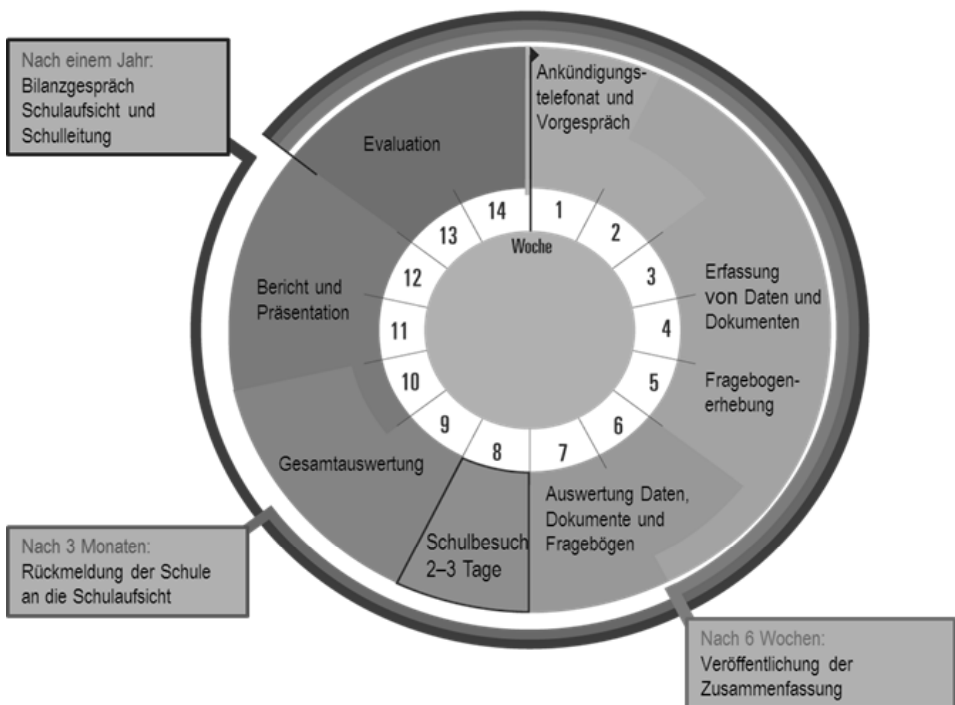 Nach einem Jahr:
Bilanzgespräch
Schulaufsicht und
Schulleitung
Ankündigungs-
telefonat und
Vorgespräch
Evaluation
14
1
13
2
Woche
12
3
11
4
10
5
9
6
8
7
Erfassung
von Daten und
Dokumenten
Bericht und
Präsentation
Fragebogen-
erhebung
Gesamtauswertung
Auswertung Daten,
Dokumente und
Fragebögen
Schulbesuch
2–3 Tage
Nach 3 Monaten:
Rückmeldung der Schule
an die Schulaufsicht
Nach 6 Wochen:
Veröffentlichung der
Zusammenfassung